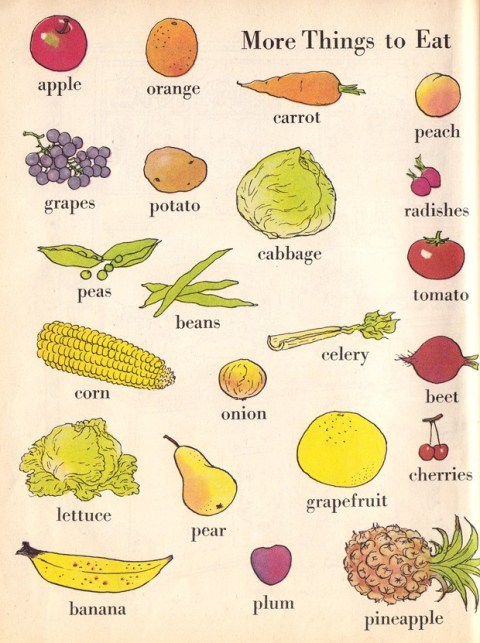 More Things to Eat
apple
orange
carrot
peach
grapes
potato
cabbage
radishes
peas
beans
tomato
corn
onion
celery
beet
lettuce
pear
grapefruit
cherries
banana
plum
pineapple